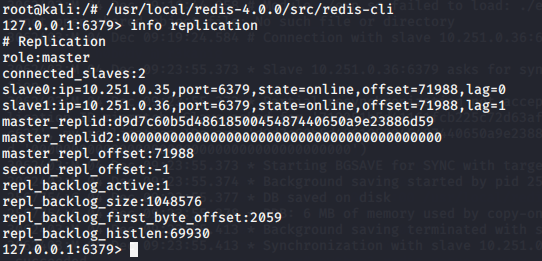 root@kali:/# /usr/local/redis-4.0.0/src/redis-cli
127.0.0.1:6379> info replication
# Replication
role:master
connected_slaves:2
slave0:ip=10.251.0.35,port=6379,state=online,offset=71988,lag=0
slave1:ip=10.251.0.36,port=6379,state=online,offset=71988,lag=1
master_replid:d9d7c60b5d4861850045487440650a9e23886d59
master_replid2:0000000000000000000000000000000000000000
master_repl_offset:71988
second_repl_offset:-1
repl_backlog_active:1
repl_backlog_size:1048576
repl_backlog_first_byte_offset:2059
repl_backlog_histlen:69930
127.0.0.1:6379>